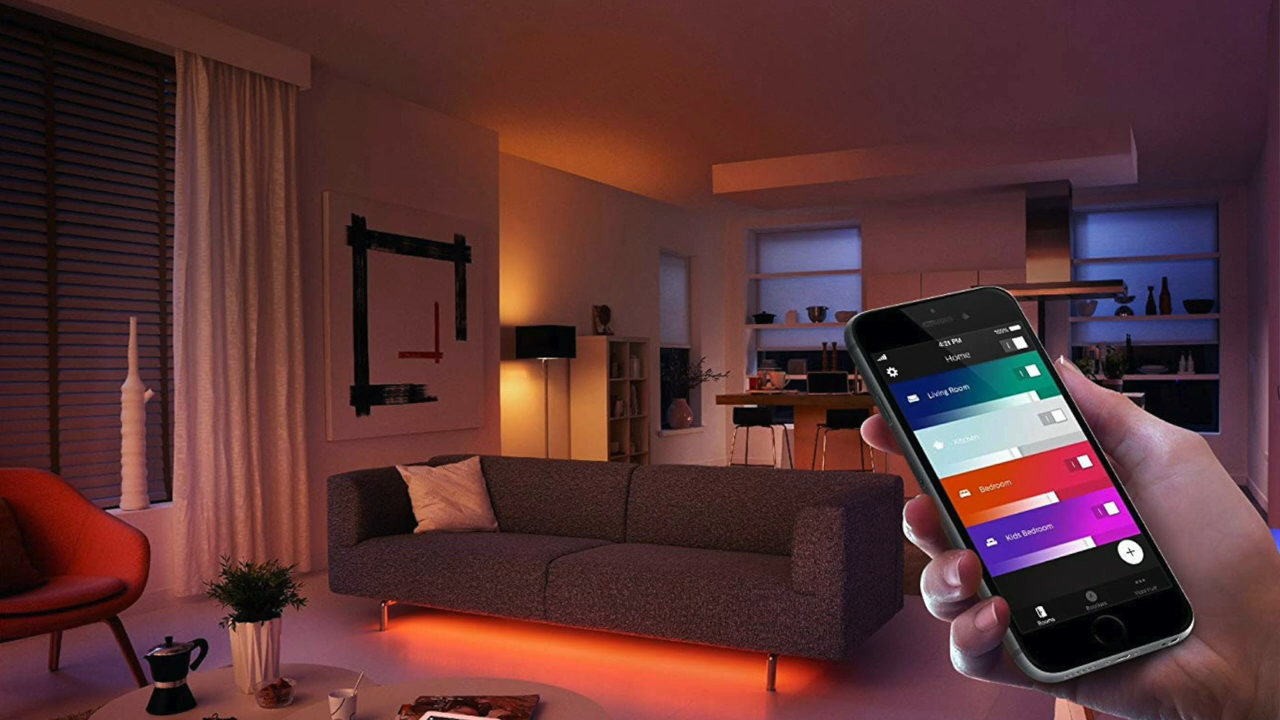 4:21 PM
100%
Home
Living Room
Kitchen
Bedroom
Kids Bedroom
Rooms
Routines